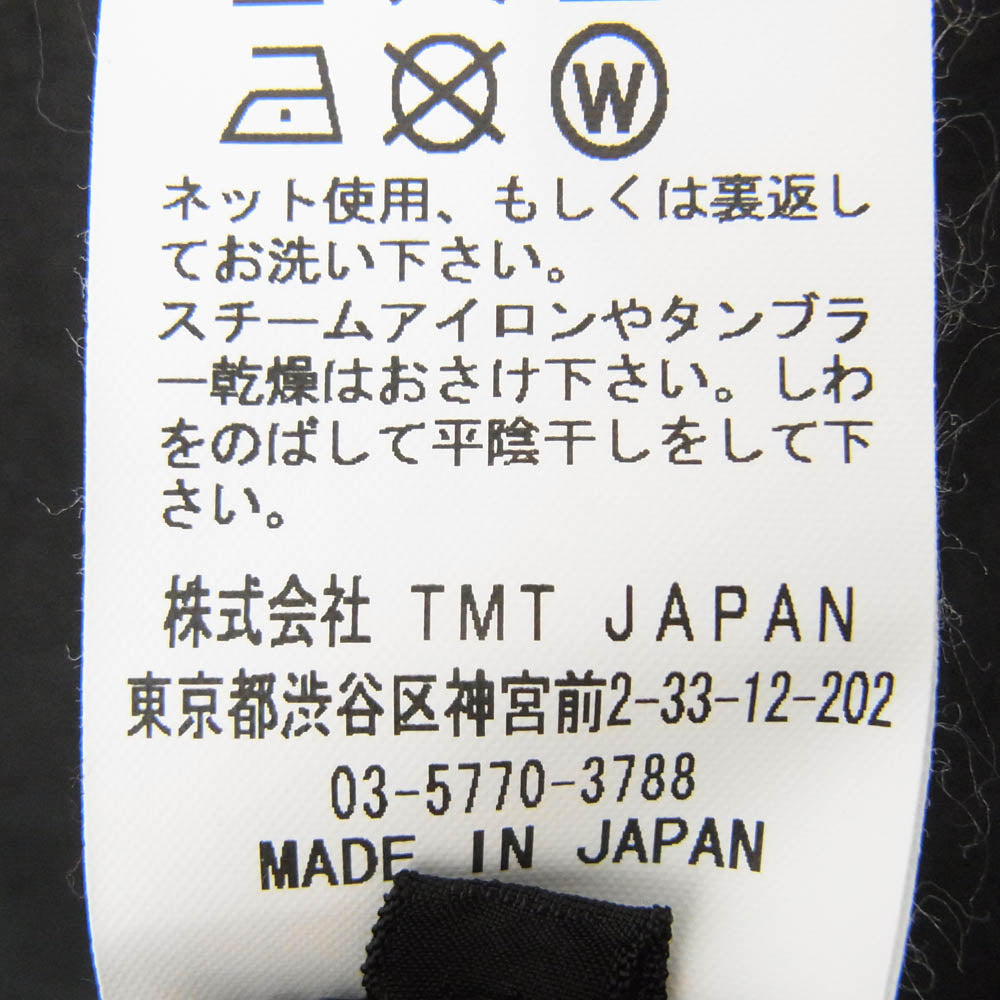 W
ネット使用、もしくは裏返し
てお洗い下さい。
スチームアイロンやタンブラ
ー乾燥はおさけ下さい。しわ
をのばして平陰干しをして下
さい。
株式会社 TMT JAPAN
東京都渋谷区神宮前2-33-12-202
03-5770-3788
MADE IN JAPAN